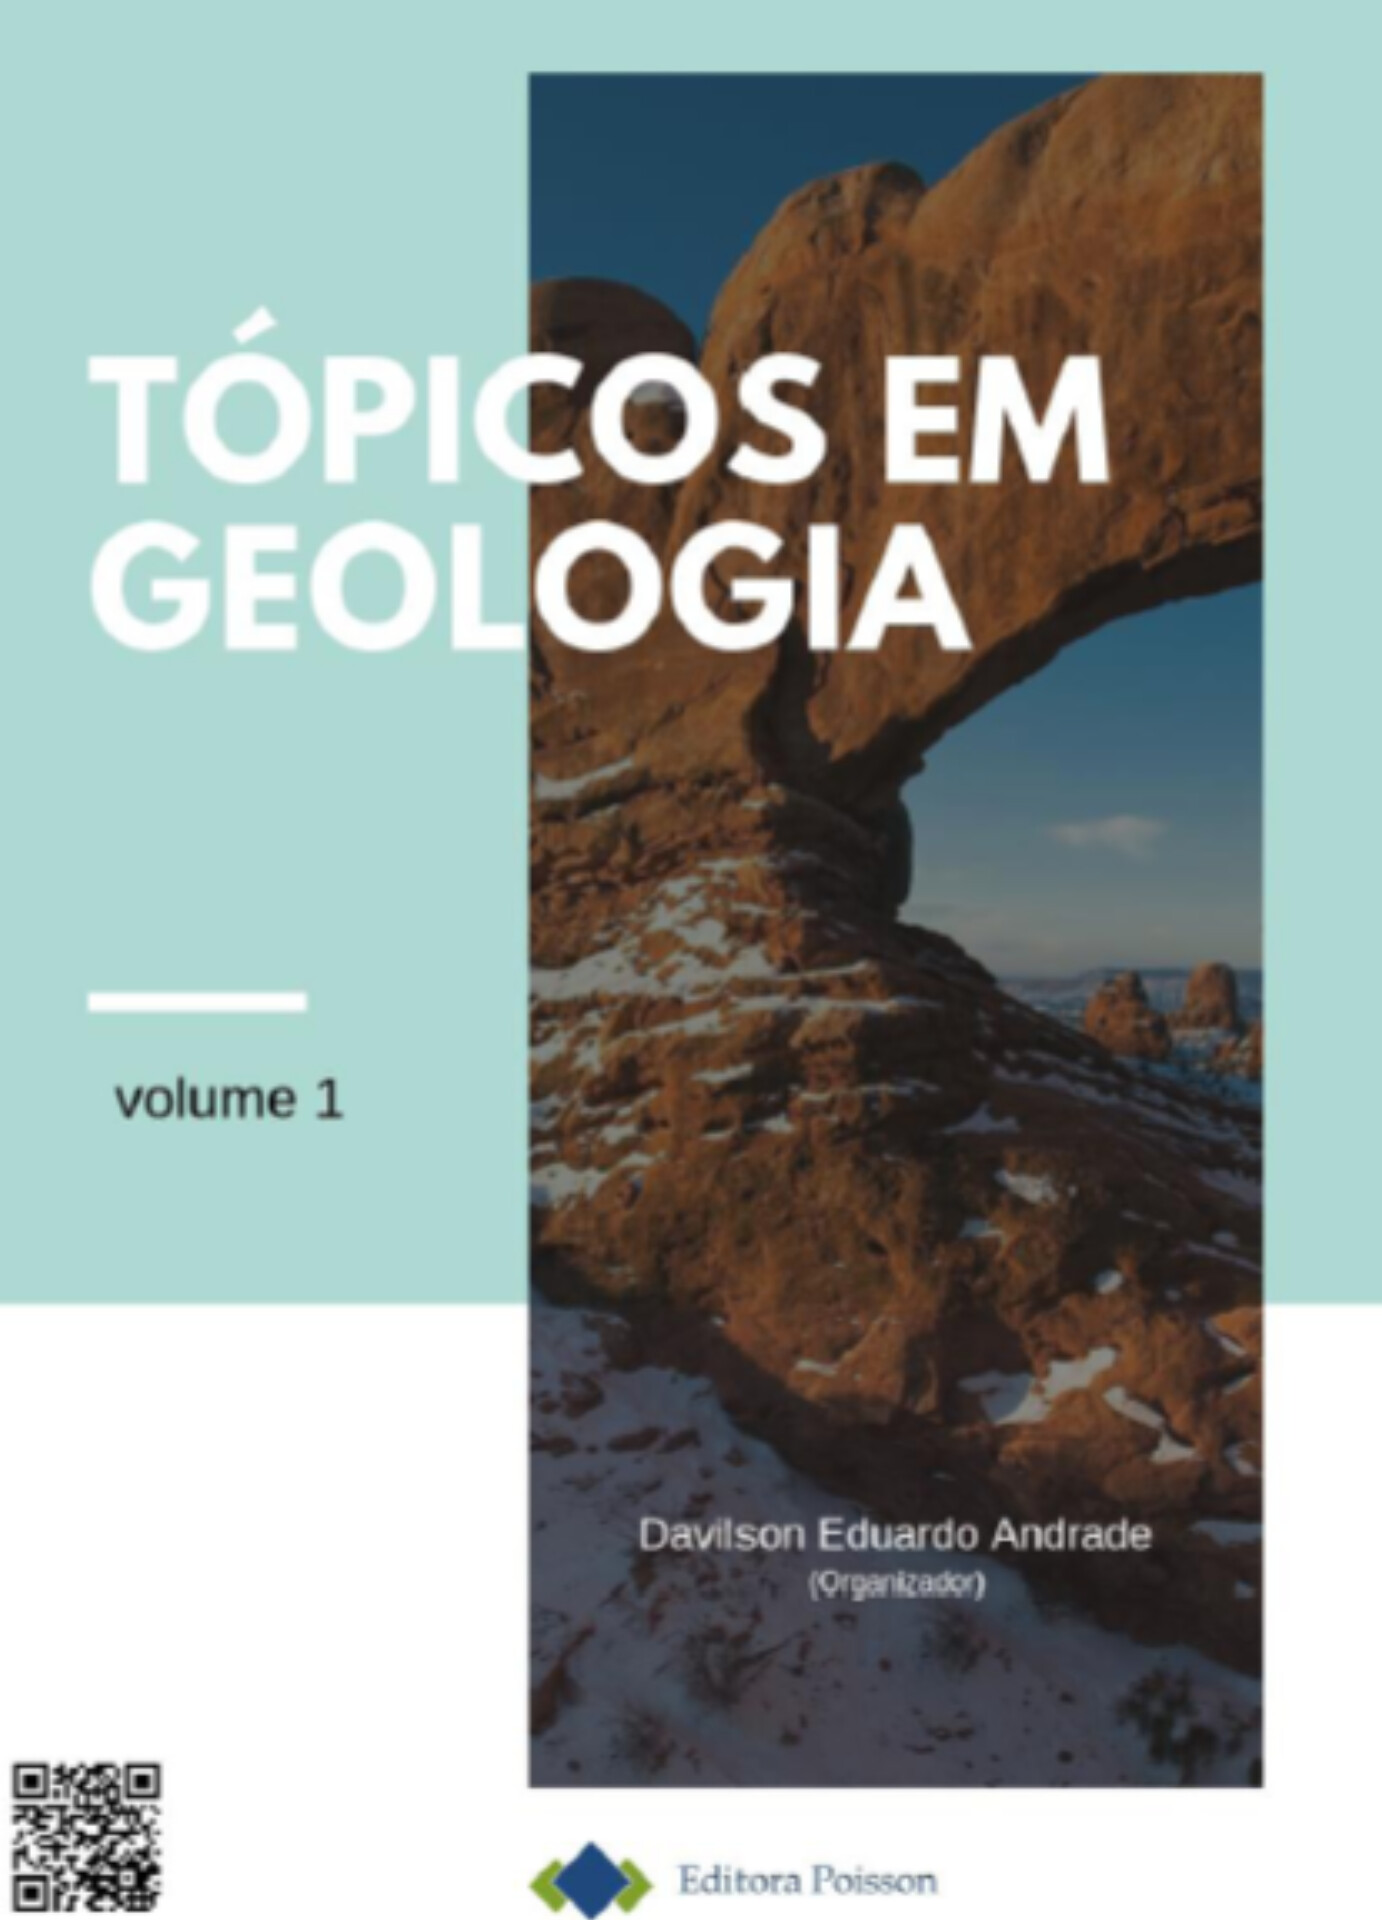 TÓPICOS EM
GEOLOGIA
volume 1
Davilson Eduardo Andrade
(Organizador)
Editora Poisson